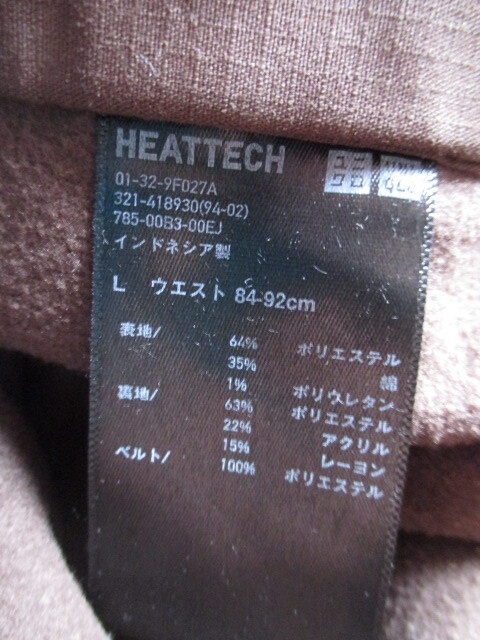 HEATTECH
01-32-9F027A
321-418930(94-02)
785-00B3-00EJ
インドネシア製
L ウエスト 84-92cm
表地/ 64% ポリエステル
35% 綿
1% ポリウレタン
裏地/ 63% ポリエステル
22% アクリル
15% レーヨン
ベルト/ 100% ポリエステル